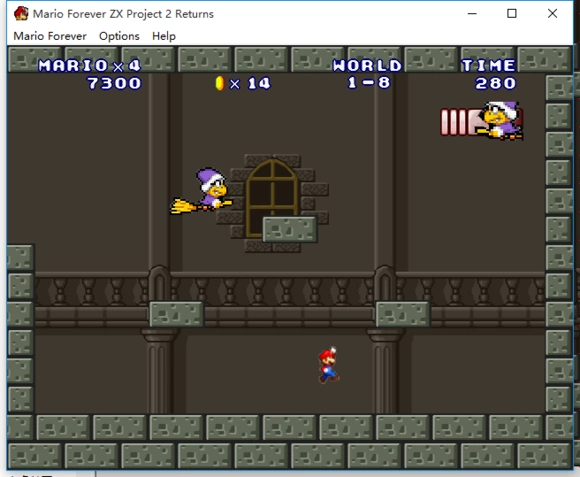 Mario Forever ZX Project 2 Returns
Mario Forever Options Help
MARIO × 4 WORLD TIME
7300 × 14 1-8 280